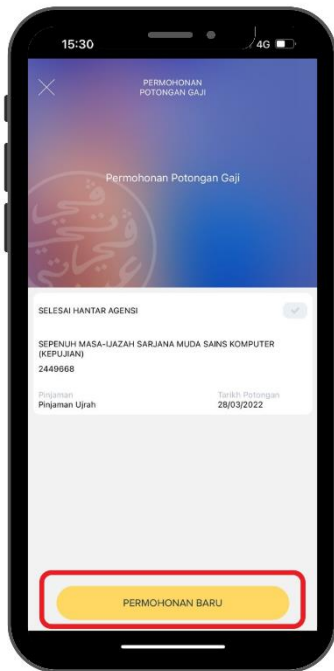 15:30
4G
PERMOHONAN
POTONGAN GAJI
Permohonan Potongan Gaji
SELESAI HANTAR AGENSI
SEPENUH MASA-IJAZAH SARJANA MUDA SAINS KOMPUTER
(KEPUJIAN)
2449668
Pinjaman
Tarikh Potongan
Pinjaman Ujrah
28/03/2022
PERMOHONAN BARU